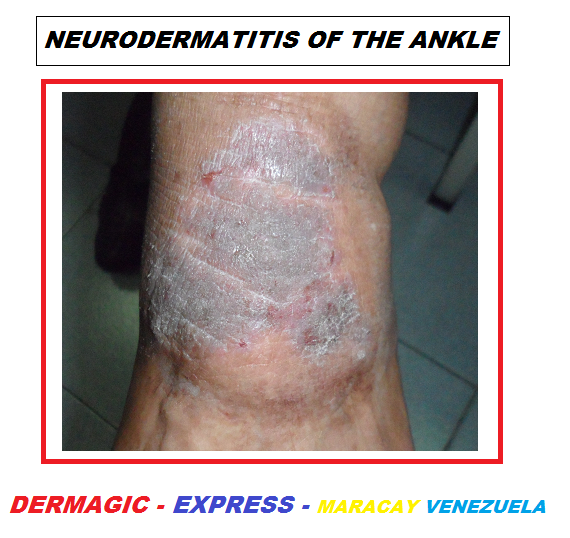 NEURODERMATITIS OF THE ANKLE
DERMAGIC - EXPRESS - MARACAY VENEZUELA